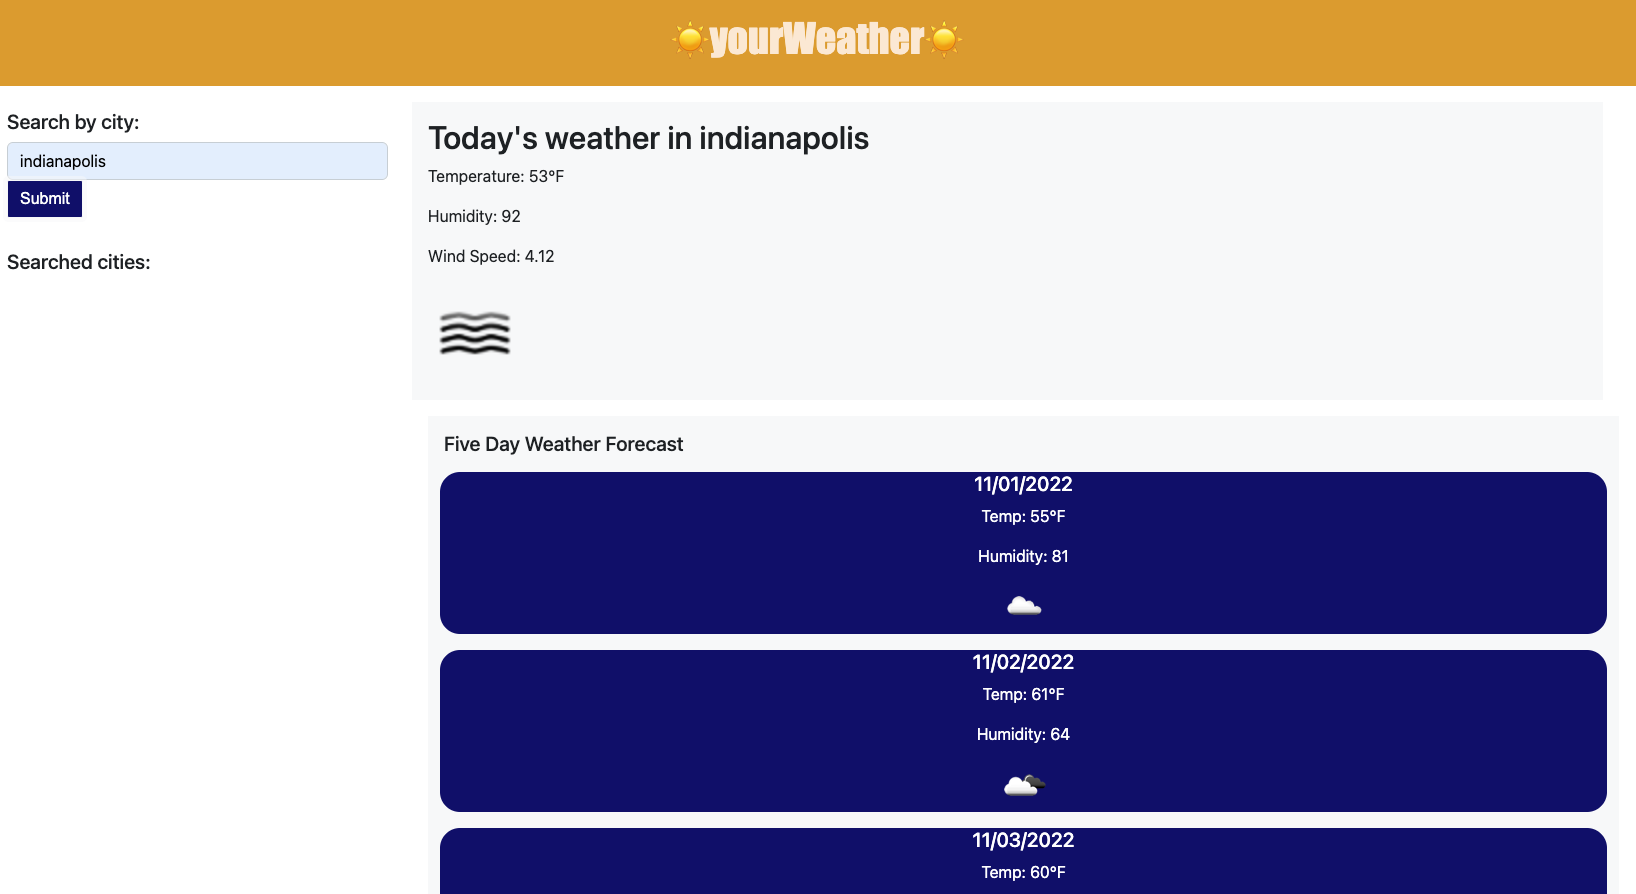 yourWeather
Search by city:
indianapolis
Submit
Searched cities:
Today's weather in indianapolis
Temperature: 53°F
Humidity: 92
Wind Speed: 4.12
Five Day Weather Forecast
11/01/2022
Temp: 55°F
Humidity: 81
11/02/2022
Temp: 61°F
Humidity: 64
11/03/2022
Temp: 60°F